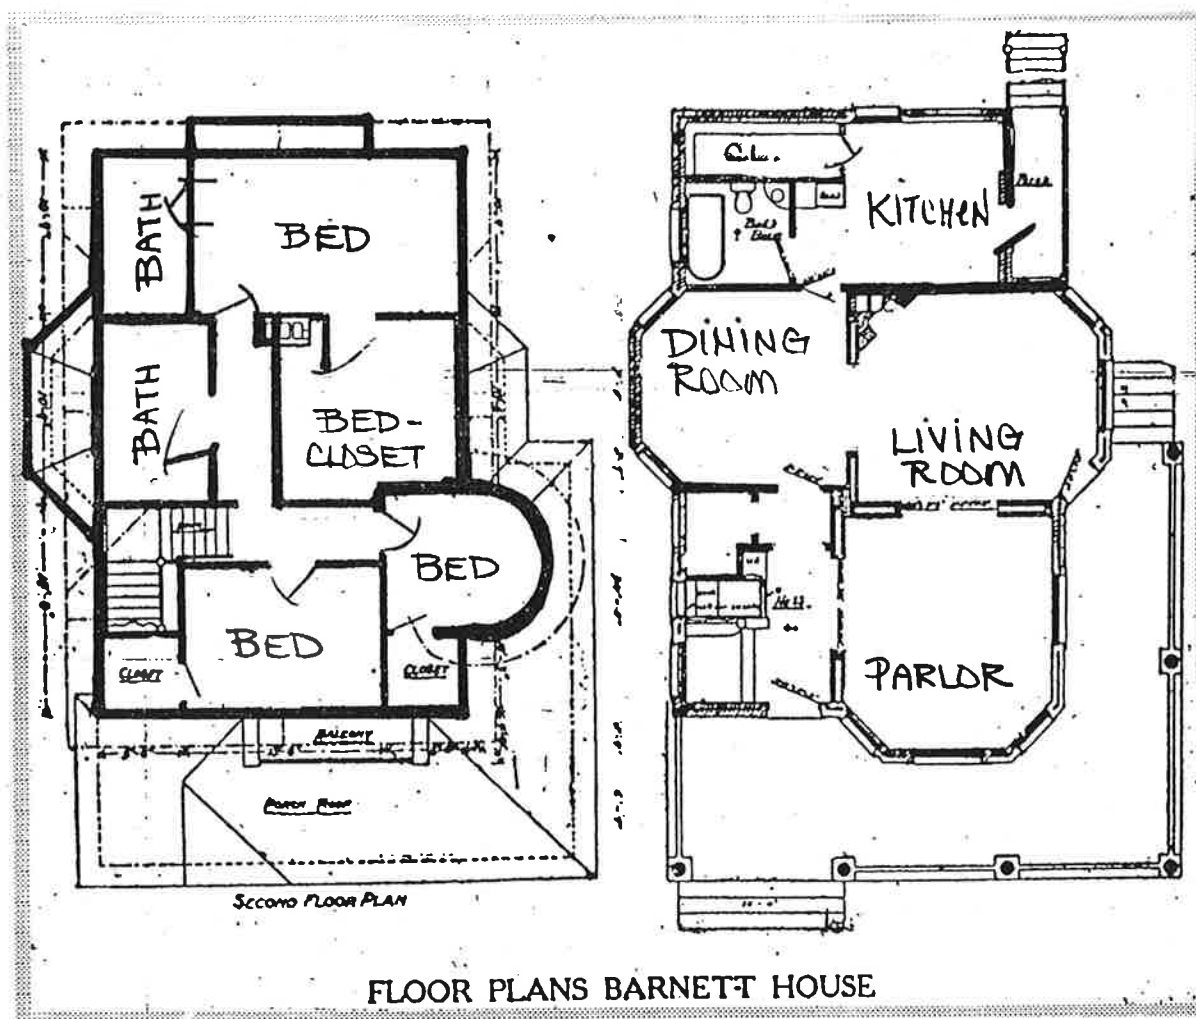 BATH
BED
BATH
BED-
CLOSET
BED
BED
CLOSET
CLOSET
BALCONY
PORCH ROOF
SECOND FLOOR PLAN
KITCHEN
DINING
ROOM
LIVING
ROOM
HALL
PARLOR
FLOOR PLANS BARNETT HOUSE